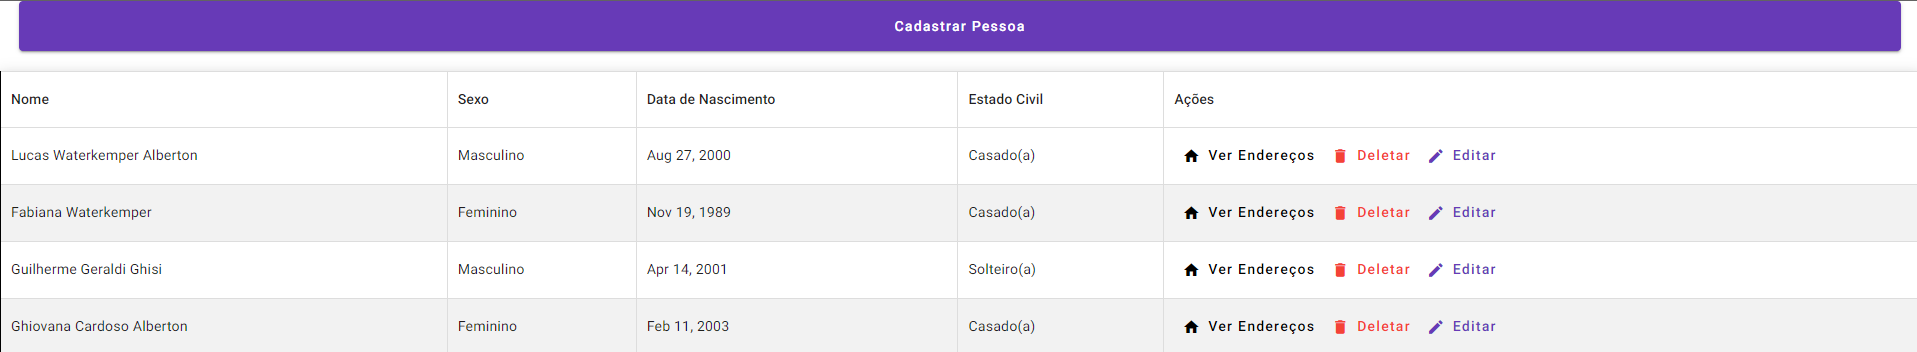 Cadastrar Pessoa
Nome Sexo Data de Nascimento Estado Civil Ações
Lucas Waterkemper Alberton Masculino Aug 27, 2000 Casado(a) Ver Endereços Deletar Editar
Fabiana Waterkemper Feminino Nov 19, 1989 Casado(a) Ver Endereços Deletar Editar
Guilherme Geraldi Ghisi Masculino Apr 14, 2001 Solteiro(a) Ver Endereços Deletar Editar
Ghiovana Cardoso Alberton Feminino Feb 11, 2003 Casado(a) Ver Endereços Deletar Editar